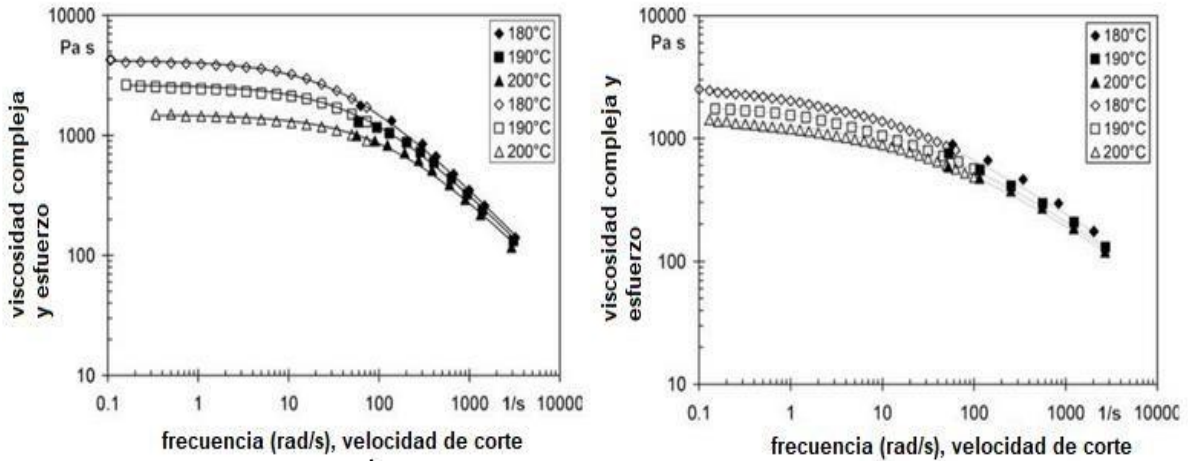 10000
Pa s
1000
100
10
0.1
1
10
100
1000
1/s
10000
viscosidad compleja
y esfuerzo
frecuencia (rad/s), velocidad de corte
180°C
190°C
200°C
180°C
190°C
200°C
10000
Pa s
1000
100
10
0.1
1
10
100
1000
1/s
1000
viscosidad compleja y
esfuerzo
frecuencia (rad/s), velocidad de corte
180°C
190°C
200°C
180°C
190°C
200°C